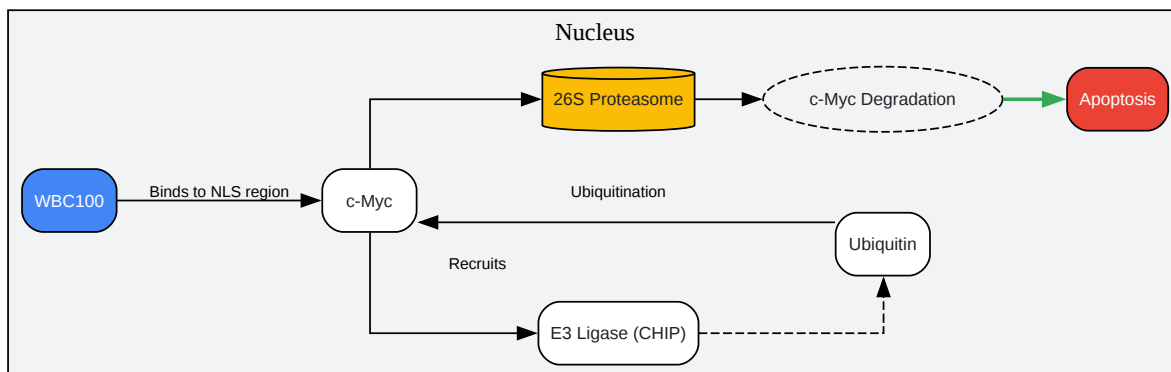 Nucleus
26S Proteasome
c-Myc Degradation
Apoptosis
WBC100
Binds to NLS region
c-Myc
Ubiquitination
Ubiquitin
Recruits
E3 Ligase (CHIP)